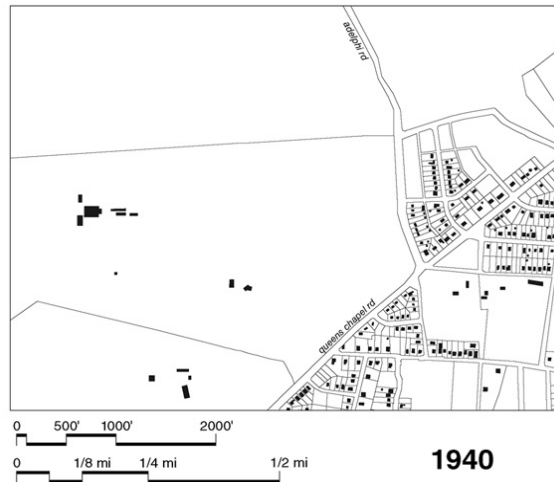 adelphi rd
queens chapel rd
0 500' 1000' 2000'
0 1/8 mi 1/4 mi 1/2 mi
1940